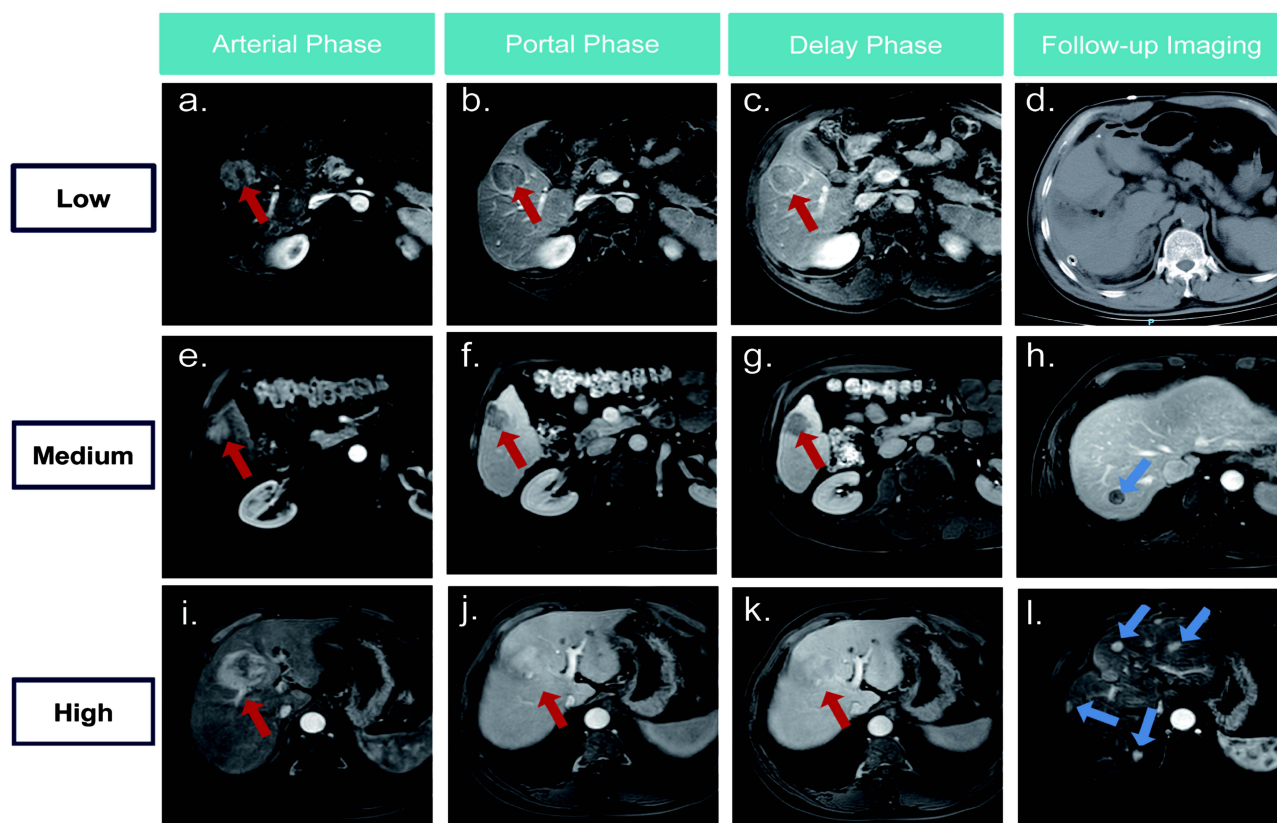 Arterial Phase
Portal Phase
Delay Phase
Follow-up Imaging
Low
a.
b.
c.
d.
P
Medium
e.
f.
g.
h.
High
i.
j.
k.
l.